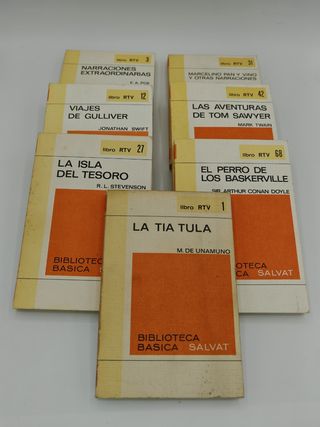 libro RTV 3
NARRACIONES
EXTRAORDINARIAS
E. A. POE
libro RTV 31
MARCELINO PAN Y VINO
Y OTRAS NARRACIONES
libro RTV 12
VIAJES
DE GULLIVER
JONATHAN SWIFT
libro RTV 42
LAS AVENTURAS
DE TOM SAWYER
MARK TWAIN
libro RTV 27
LA ISLA
DEL TESORO
R. L. STEVENSON
BIBLIOTECA
BASICA
libro RTV 68
EL PERRO DE
LOS BASKERVILLE
SIR ARTHUR CONAN DOYLE
BIBLIOTECA
SALVAT
libro RTV 1
LA TIA TULA
M. DE UNAMUNO
BIBLIOTECA
BASICA SALVAT